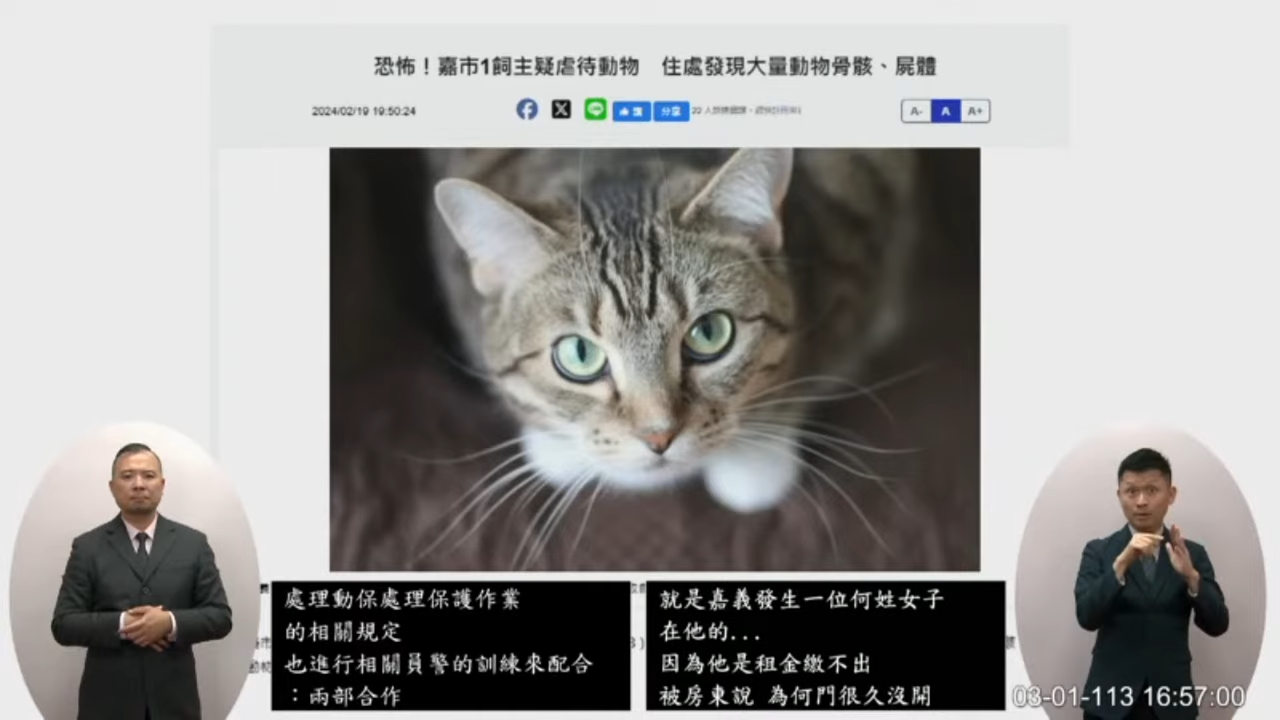 恐怖！嘉市1飼主疑虐待動物　住處發現大量動物骨骸、屍體
2024/02/19 19:50:24
讚 分享
A- A A+
處理動保處理保護作業
的相關規定
也進行相關員警的訓練來配合
：兩部合作
就是嘉義發生一位何姓女子
在他的...
因為他是租金繳不出
被房東說 為何門很久沒開
03-01-113 16:57:00